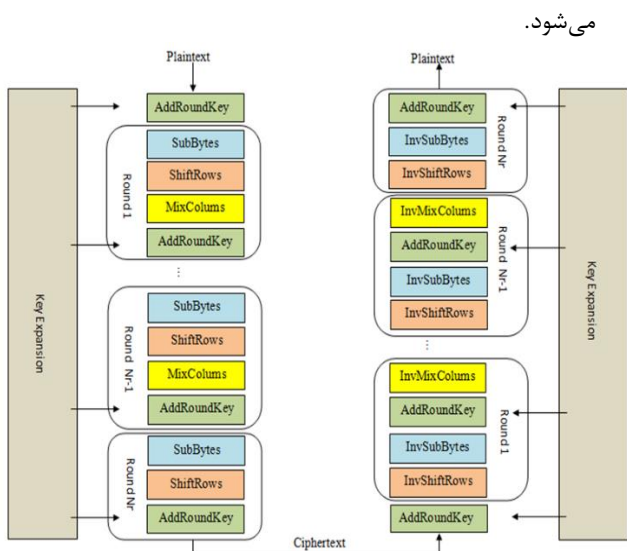 می‌شود.
Plaintext
AddRoundKey
SubBytes
ShiftRows
MixColums
AddRoundKey
Round 1
...
SubBytes
ShiftRows
MixColums
AddRoundKey
Round Nr-1
SubBytes
ShiftRows
AddRoundKey
Round Nr
Key Expansion
Plaintext
AddRoundKey
InvSubBytes
InvShiftRows
Round Nr
InvMixColums
AddRoundKey
InvSubBytes
InvShiftRows
Round Nr-1
...
InvMixColums
AddRoundKey
InvSubBytes
InvShiftRows
Round 1
AddRoundKey
Key Expansion
Ciphertext